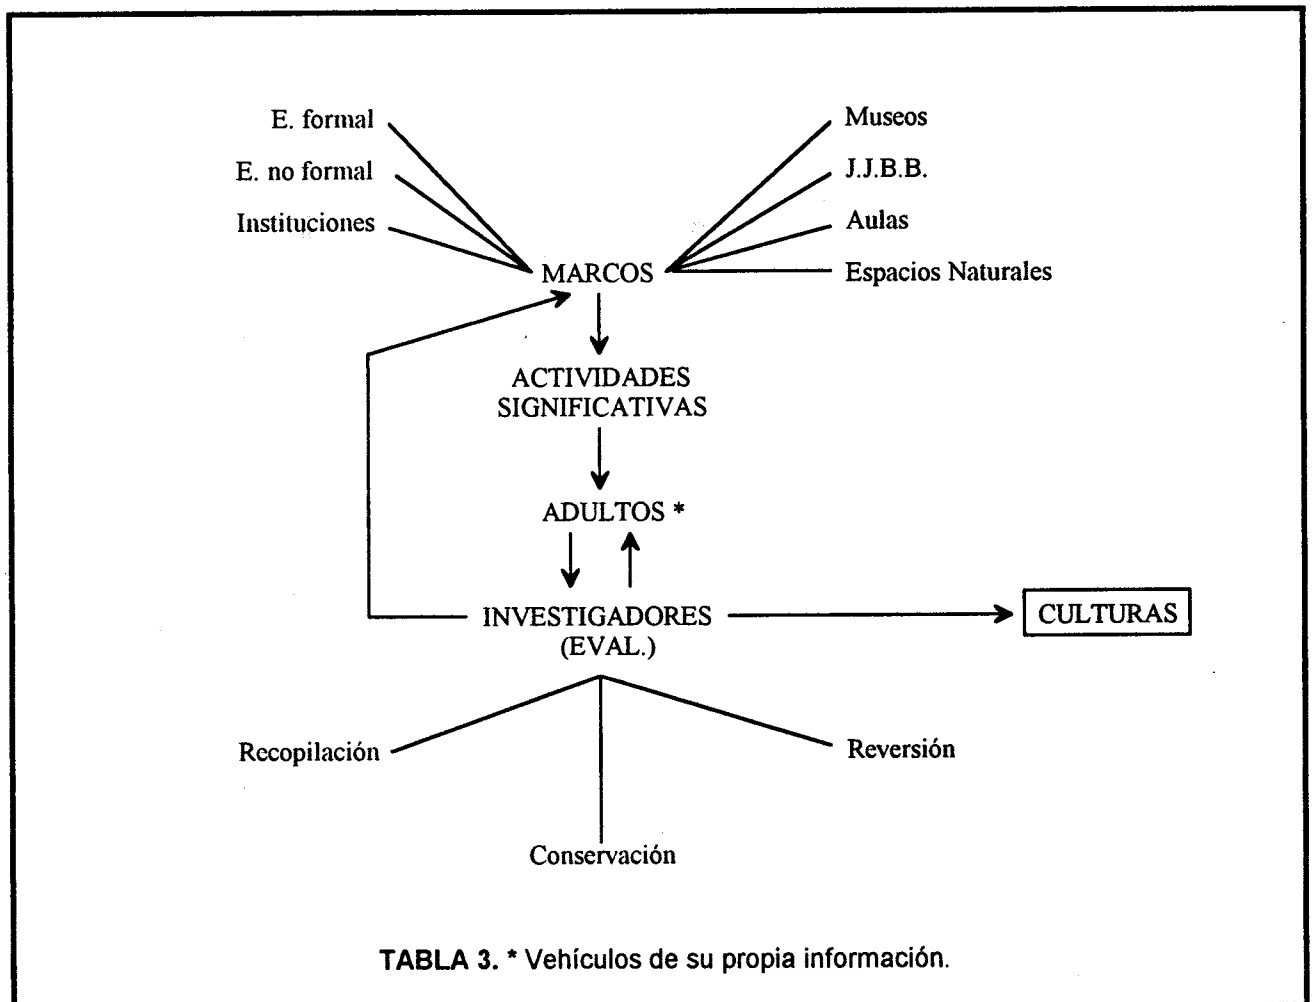 E. formal
E. no formal
Instituciones
Museos
J.J.B.B.
Aulas
Espacios Naturales
MARCOS
ACTIVIDADES
SIGNIFICATIVAS
ADULTOS *
INVESTIGADORES
(EVAL.)
CULTURAS
Recopilación
Reversión
Conservación
TABLA 3. * Vehículos de su propia información.